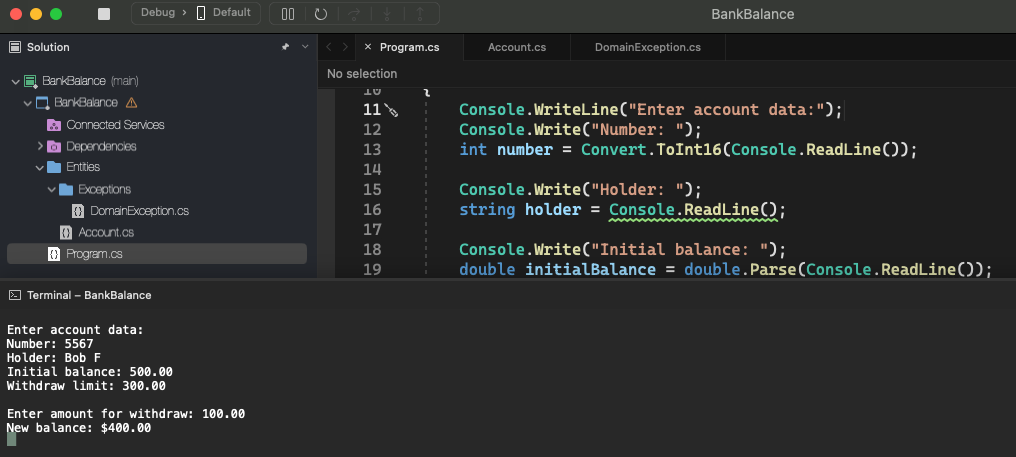 Debug > Default
BankBalance
Solution
Program.cs
Account.cs
DomainException.cs
No selection
BankBalance (main)
BankBalance
Connected Services
Dependencies
Entities
Exceptions
DomainException.cs
Account.cs
Program.cs
10 {
11 Console.WriteLine("Enter account data:");
12 Console.Write("Number: ");
13 int number = Convert.ToInt16(Console.ReadLine());
14
15 Console.Write("Holder: ");
16 string holder = Console.ReadLine();
17
18 Console.Write("Initial balance: ");
19 double initialBalance = double.Parse(Console.ReadLine());
Terminal – BankBalance
Enter account data:
Number: 5567
Holder: Bob F
Initial balance: 500.00
Withdraw limit: 300.00
Enter amount for withdraw: 100.00
New balance: $400.00